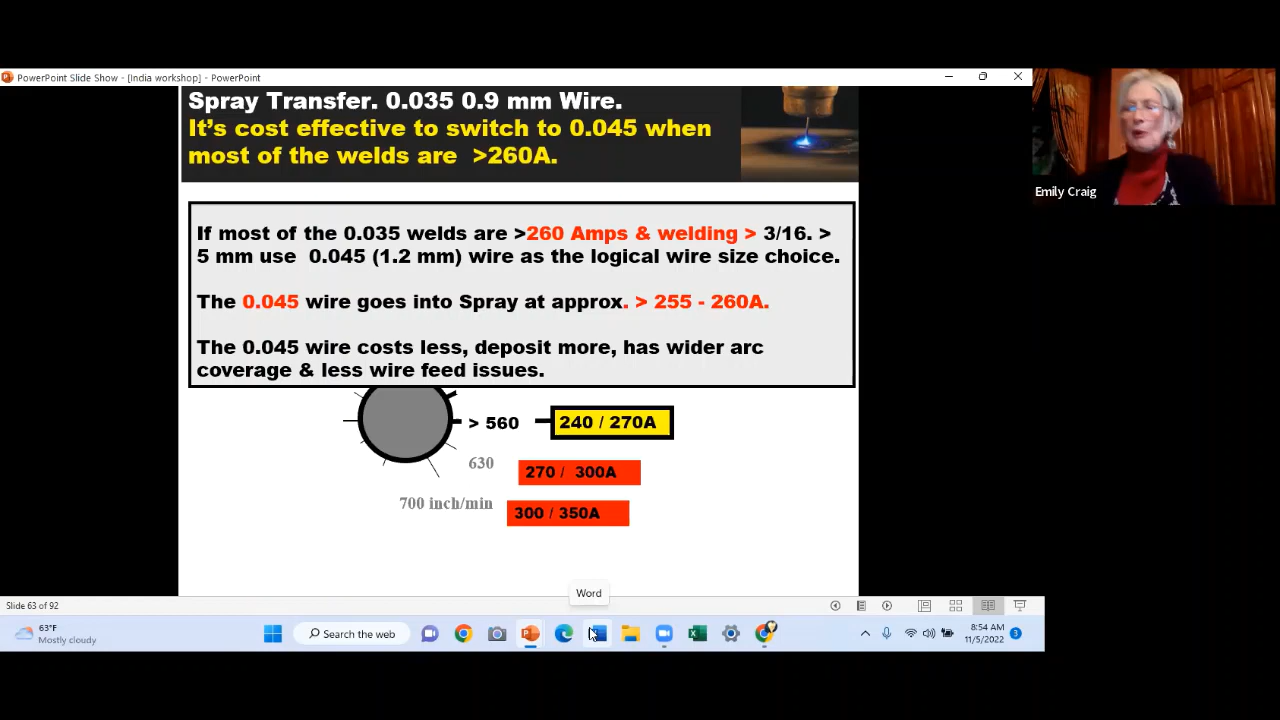 PowerPoint Slide Show - [India workshop] - PowerPoint
Spray Transfer. 0.035 0.9 mm Wire.
It's cost effective to switch to 0.045 when
most of the welds are >260A.
Emily Craig
If most of the 0.035 welds are >260 Amps & welding > 3/16. >
5 mm use 0.045 (1.2 mm) wire as the logical wire size choice.
The 0.045 wire goes into Spray at approx. > 255 - 260A.
The 0.045 wire costs less, deposit more, has wider arc
coverage & less wire feed issues.
> 560 240 / 270A
630 270 / 300A
700 inch/min 300 / 350A
Word
Slide 63 of 92
63°F
Mostly cloudy
Search the web
8:54 AM
11/5/2022
3